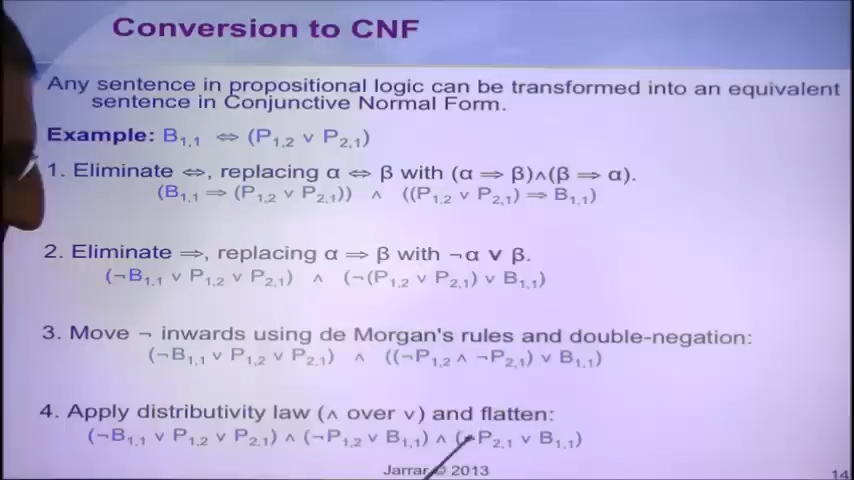 Conversion to CNF
Any sentence in propositional logic can be transformed into an equivalent
sentence in Conjunctive Normal Form.
Example: B₁,₁ ⇔ (P₁,₂ ∨ P₂,₁)
1. Eliminate ⇔, replacing α ⇔ β with (α ⇒ β)∧(β ⇒ α).
(B₁,₁ ⇒ (P₁,₂ ∨ P₂,₁)) ∧ ((P₁,₂ ∨ P₂,₁) ⇒ B₁,₁)
2. Eliminate ⇒, replacing α ⇒ β with ¬α ∨ β.
(¬B₁,₁ ∨ P₁,₂ ∨ P₂,₁) ∧ (¬(P₁,₂ ∨ P₂,₁) ∨ B₁,₁)
3. Move ¬ inwards using de Morgan's rules and double-negation:
(¬B₁,₁ ∨ P₁,₂ ∨ P₂,₁) ∧ ((¬P₁,₂ ∧ ¬P₂,₁) ∨ B₁,₁)
4. Apply distributivity law (∧ over ∨) and flatten:
(¬B₁,₁ ∨ P₁,₂ ∨ P₂,₁) ∧ (¬P₁,₂ ∨ B₁,₁) ∧ (¬P₂,₁ ∨ B₁,₁)
Jarrar © 2013
14